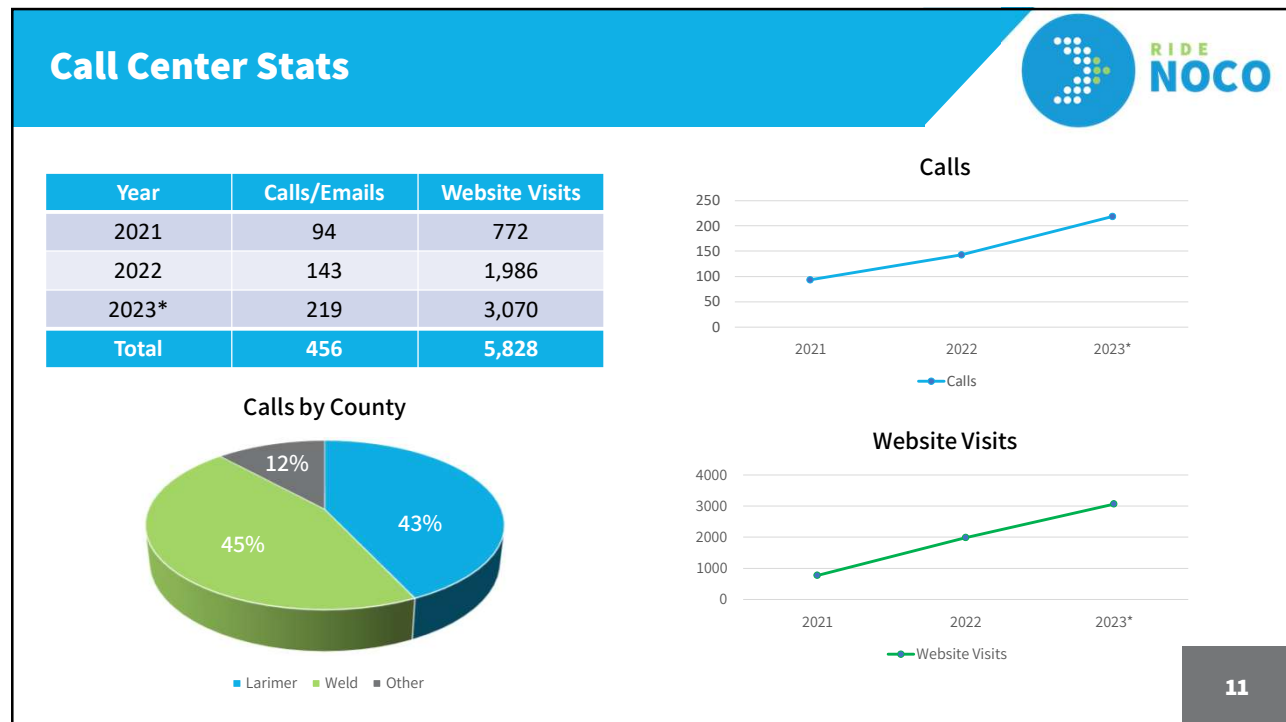 Call Center Stats
RIDE
NOCO
Year Calls/Emails Website Visits
2021 94 772
2022 143 1,986
2023* 219 3,070
Total 456 5,828
Calls by County
12%
43%
45%
Larimer Weld Other
Calls
250
200
150
100
50
0
2021 2022 2023*
Calls
Website Visits
4000
3000
2000
1000
0
2021 2022 2023*
Website Visits
11